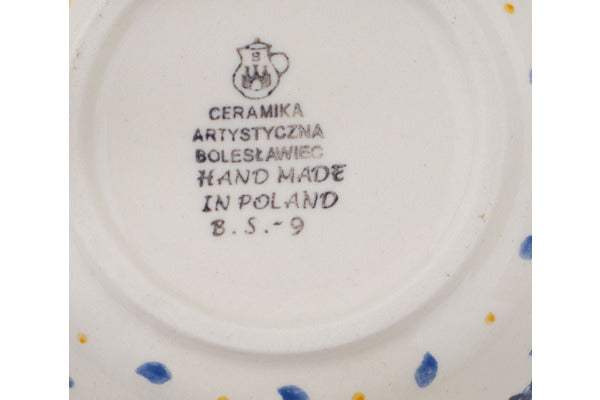 B
CERAMIKA
ARTYSTYCZNA
BOLESŁAWIEC
HAND MADE
IN POLAND
B.S.-9